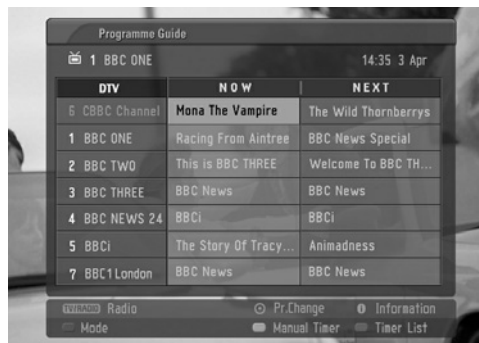 Programme Guide
1 BBC ONE 14:35 3 Apr
DTV NOW NEXT
6 CBBC Channel Mona The Vampire The Wild Thornberrys
1 BBC ONE Racing From Aintree BBC News Special
2 BBC TWO This is BBC THREE Welcome To BBC TH...
3 BBC THREE BBC News BBC News
4 BBC NEWS 24 BBCi BBCi
5 BBCi The Story Of Tracy... Animadness
7 BBC1 London BBC News BBC News
TV/RADIO Radio Pr.Change i Information
Mode Manual Timer Timer List